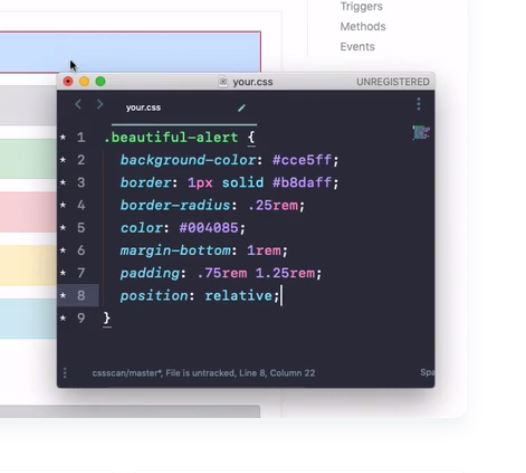 Triggers
Methods
Events
your.css
UNREGISTERED
your.css
* 1 .beautiful-alert {
* 2 background-color: #cce5ff;
* 3 border: 1px solid #b8daff;
* 4 border-radius: .25rem;
* 5 color: #004085;
* 6 margin-bottom: 1rem;
* 7 padding: .75rem 1.25rem;
* 8 position: relative;
* 9 }
cssscan/master*, File is untracked, Line 8, Column 22
Spa